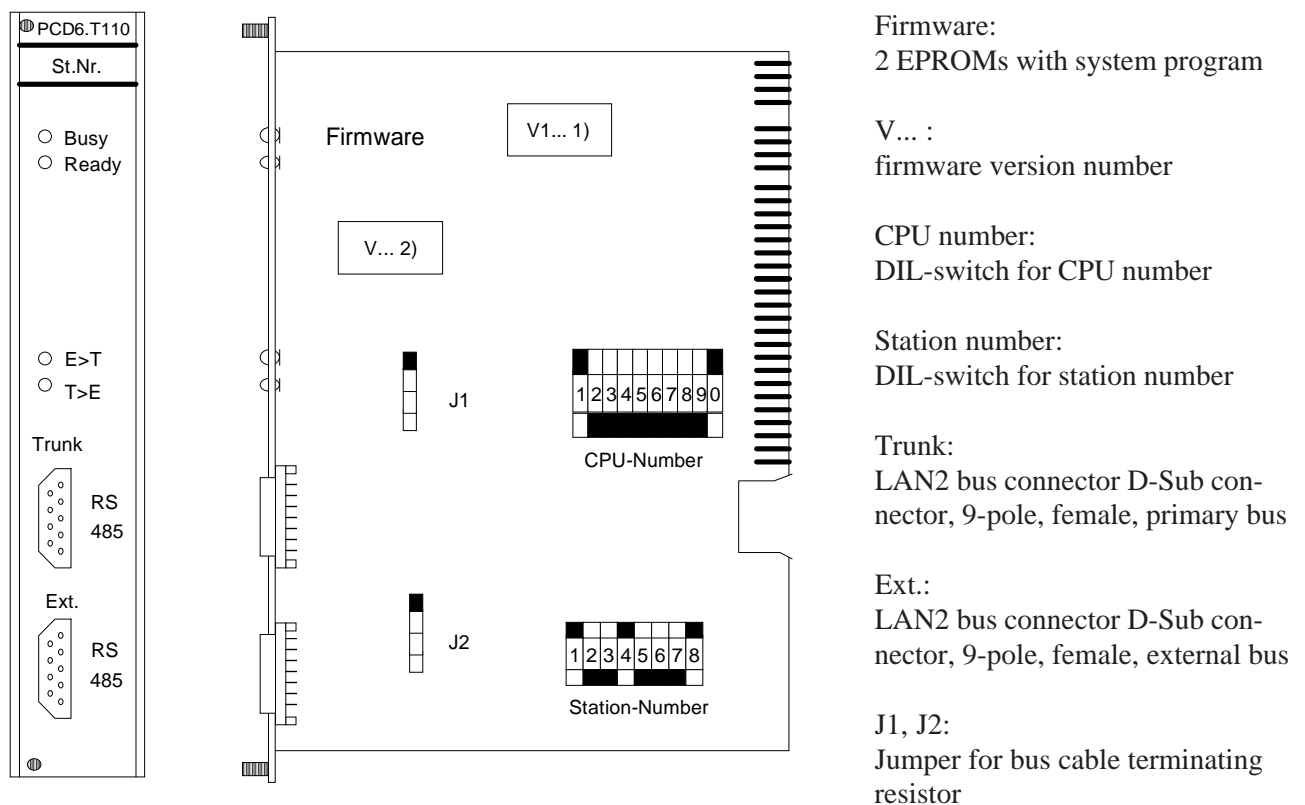 PCD6.T110
St.Nr.
Busy
Ready
E>T
T>E
Trunk
RS
485
Ext.
RS
485
Firmware
V1... 1)
V... 2)
J1
1234567890
CPU-Number
J2
12345678
Station-Number
Firmware:
2 EPROMs with system program
V... :
firmware version number
CPU number:
DIL-switch for CPU number
Station number:
DIL-switch for station number
Trunk:
LAN2 bus connector D-Sub con-
nector, 9-pole, female, primary bus
Ext.:
LAN2 bus connector D-Sub con-
nector, 9-pole, female, external bus
J1, J2:
Jumper for bus cable terminating
resistor